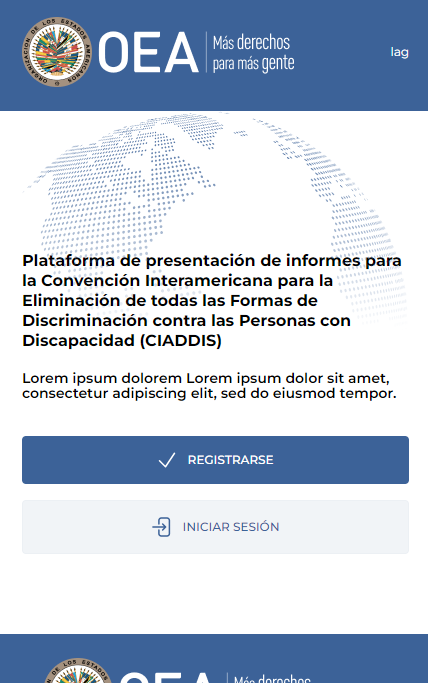 ORGANIZACIÓN DE LOS ESTADOS AMERICANOS
OEA
Más derechos
para más gente
lag
Plataforma de presentación de informes para
la Convención Interamericana para la
Eliminación de todas las Formas de
Discriminación contra las Personas con
Discapacidad (CIADDIS)
Lorem ipsum dolorem Lorem ipsum dolor sit amet,
consectetur adipiscing elit, sed do eiusmod tempor.
REGISTRARSE
INICIAR SESIÓN
DE LOS ESTADOS
OEA
Más derechos